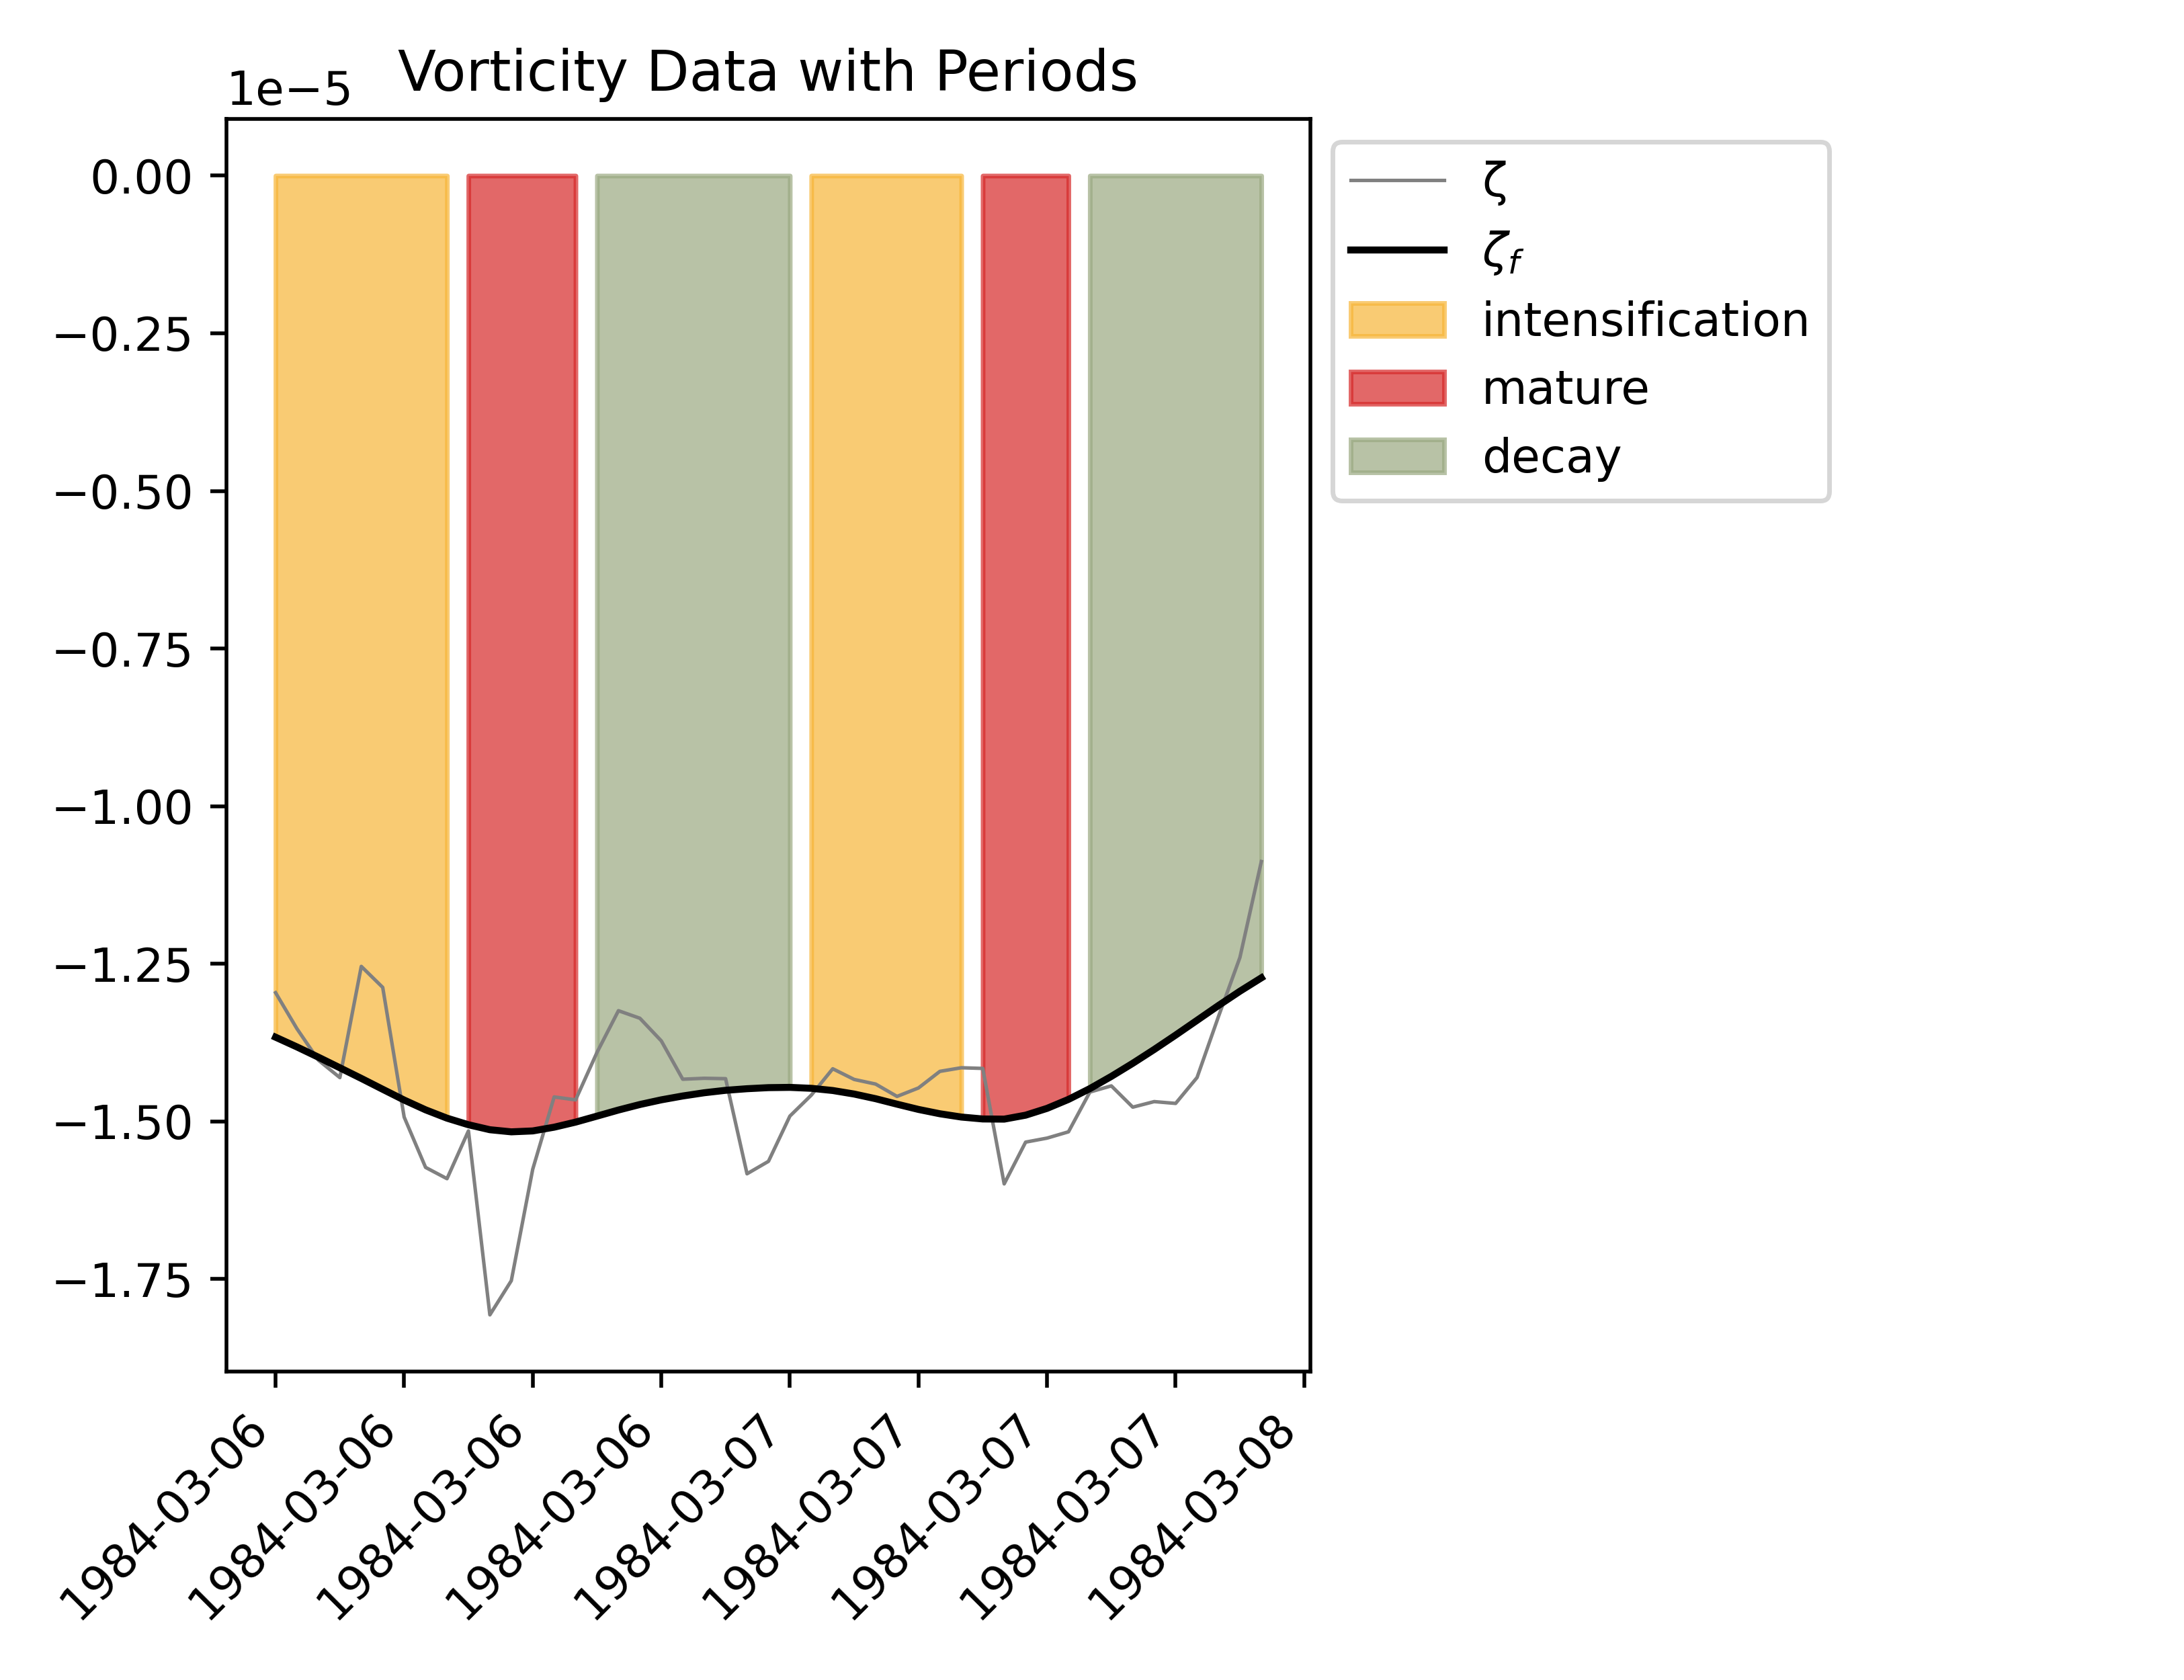 Vorticity Data with Periods
1e−5
0.00
−0.25
−0.50
−0.75
−1.00
−1.25
−1.50
−1.75
1984-03-06
1984-03-06
1984-03-06
1984-03-06
1984-03-07
1984-03-07
1984-03-07
1984-03-07
1984-03-08
ζ
ζf
intensification
mature
decay